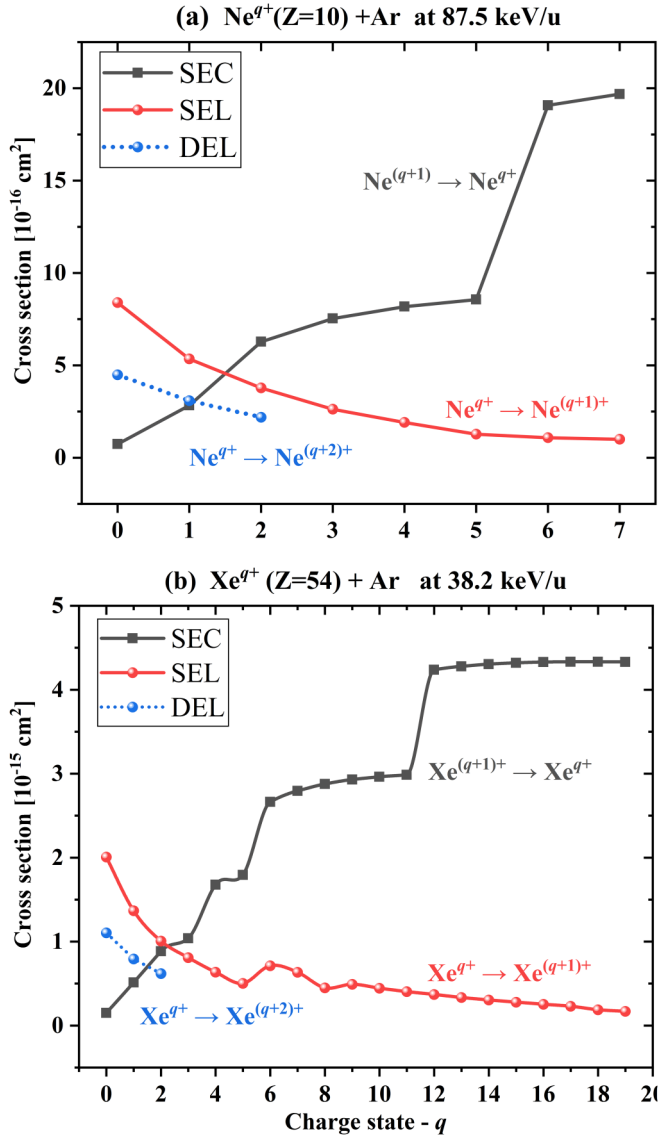 (a) Ne^{q+}(Z=10) +Ar at 87.5 keV/u
SEC
SEL
DEL
Ne^{(q+1)} → Ne^{q+}
Ne^{q+} → Ne^{(q+1)+}
Ne^{q+} → Ne^{(q+2)+}
Cross section [10^{-16} cm^{2}]
20
15
10
5
0
0 1 2 3 4 5 6 7
(b) Xe^{q+} (Z=54) + Ar at 38.2 keV/u
SEC
SEL
DEL
Xe^{(q+1)+} → Xe^{q+}
Xe^{q+} → Xe^{(q+1)+}
Xe^{q+} → Xe^{(q+2)+}
Cross section [10^{-15} cm^{2}]
5
4
3
2
1
0
0 2 4 6 8 10 12 14 16 18 20
Charge state - q